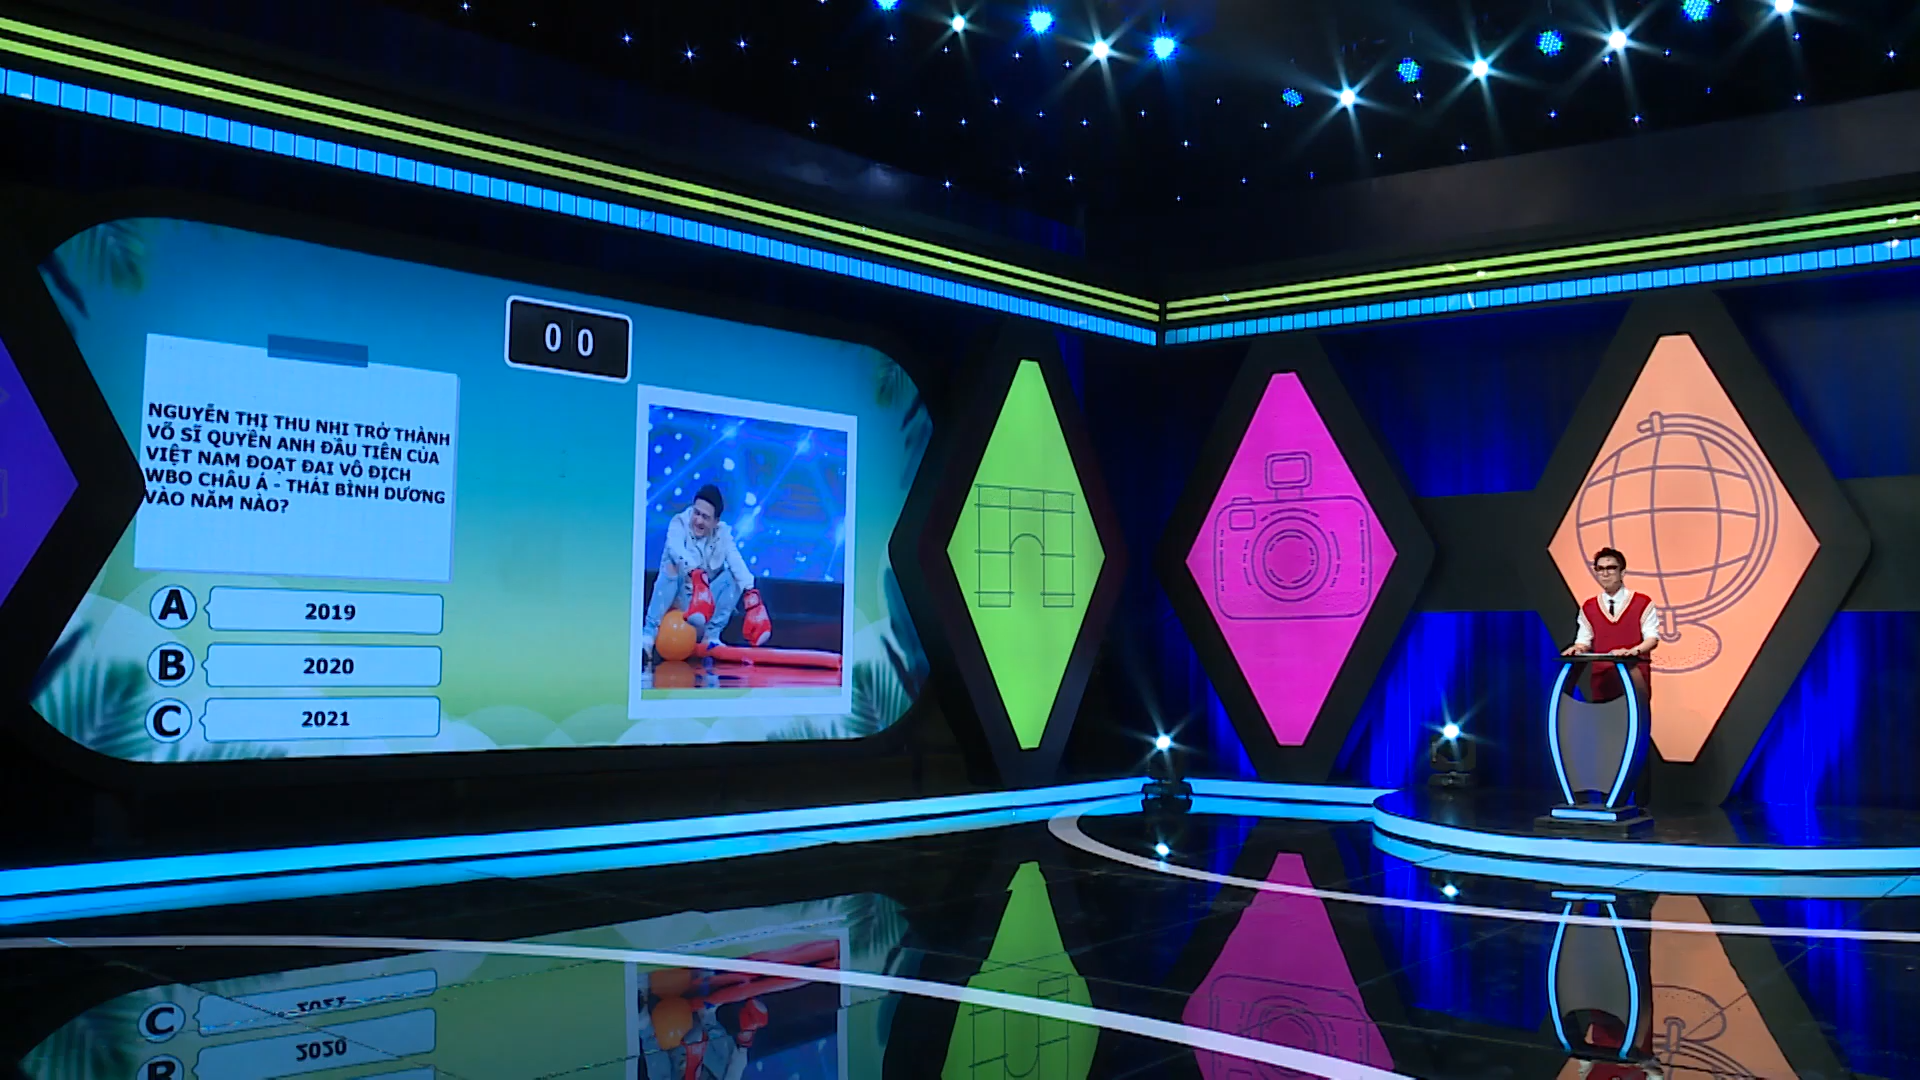 0 0
NGUYỄN THỊ THU NHI TRỞ THÀNH
VÕ SĨ QUYỀN ANH ĐẦU TIÊN CỦA
VIỆT NAM ĐOẠT ĐAI VÔ ĐỊCH
WBO CHÂU Á - THÁI BÌNH DƯƠNG
VÀO NĂM NÀO?
A 2019
B 2020
C 2021